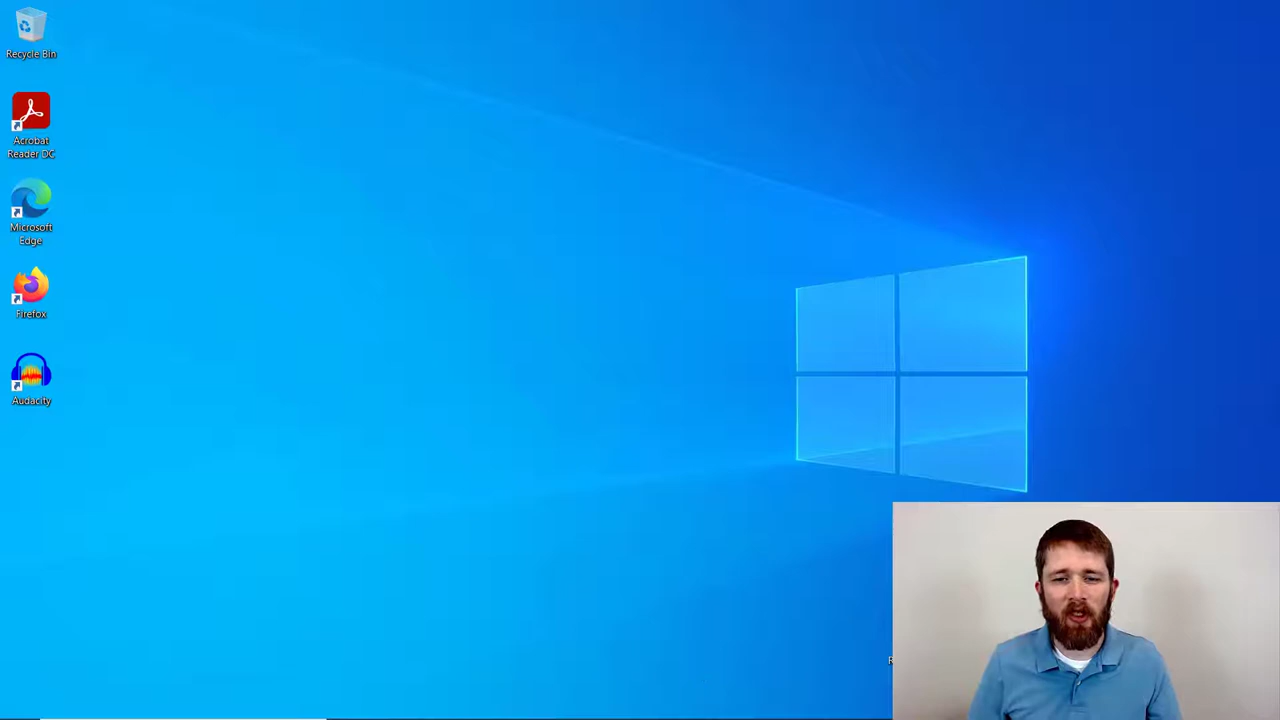 Recycle Bin
Acrobat
Reader DC
Microsoft
Edge
Firefox
Audacity